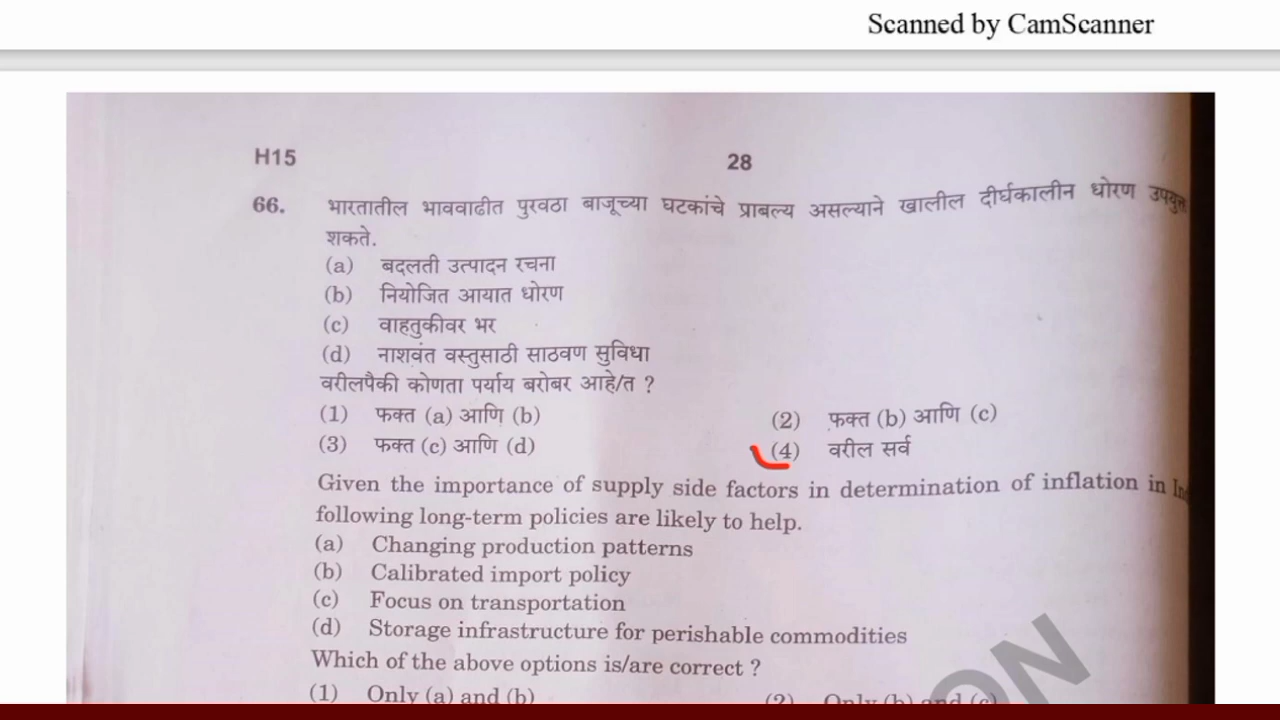 Scanned by CamScanner
H15
28
66. भारतातील भाववाढीत पुरवठा बाजूच्या घटकांचे प्राबल्य असल्याने खालील दीर्घकालीन धोरण
शकते.
(a) बदलती उत्पादन रचना
(b) नियोजित आयात धोरण
(c) वाहतुकीवर भर
(d) नाशवंत वस्तुसाठी साठवण सुविधा
वरीलपैकी कोणता पर्याय बरोबर आहे/त ?
(1) फक्त (a) आणि (b) (2) फक्त (b) आणि (c)
(3) फक्त (c) आणि (d) (4) वरील सर्व
Given the importance of supply side factors in determination of inflation in
following long-term policies are likely to help.
(a) Changing production patterns
(b) Calibrated import policy
(c) Focus on transportation
(d) Storage infrastructure for perishable commodities
Which of the above options is/are correct ?
(1) Only (a) and (b) (2) Only (b) and (c)
ON